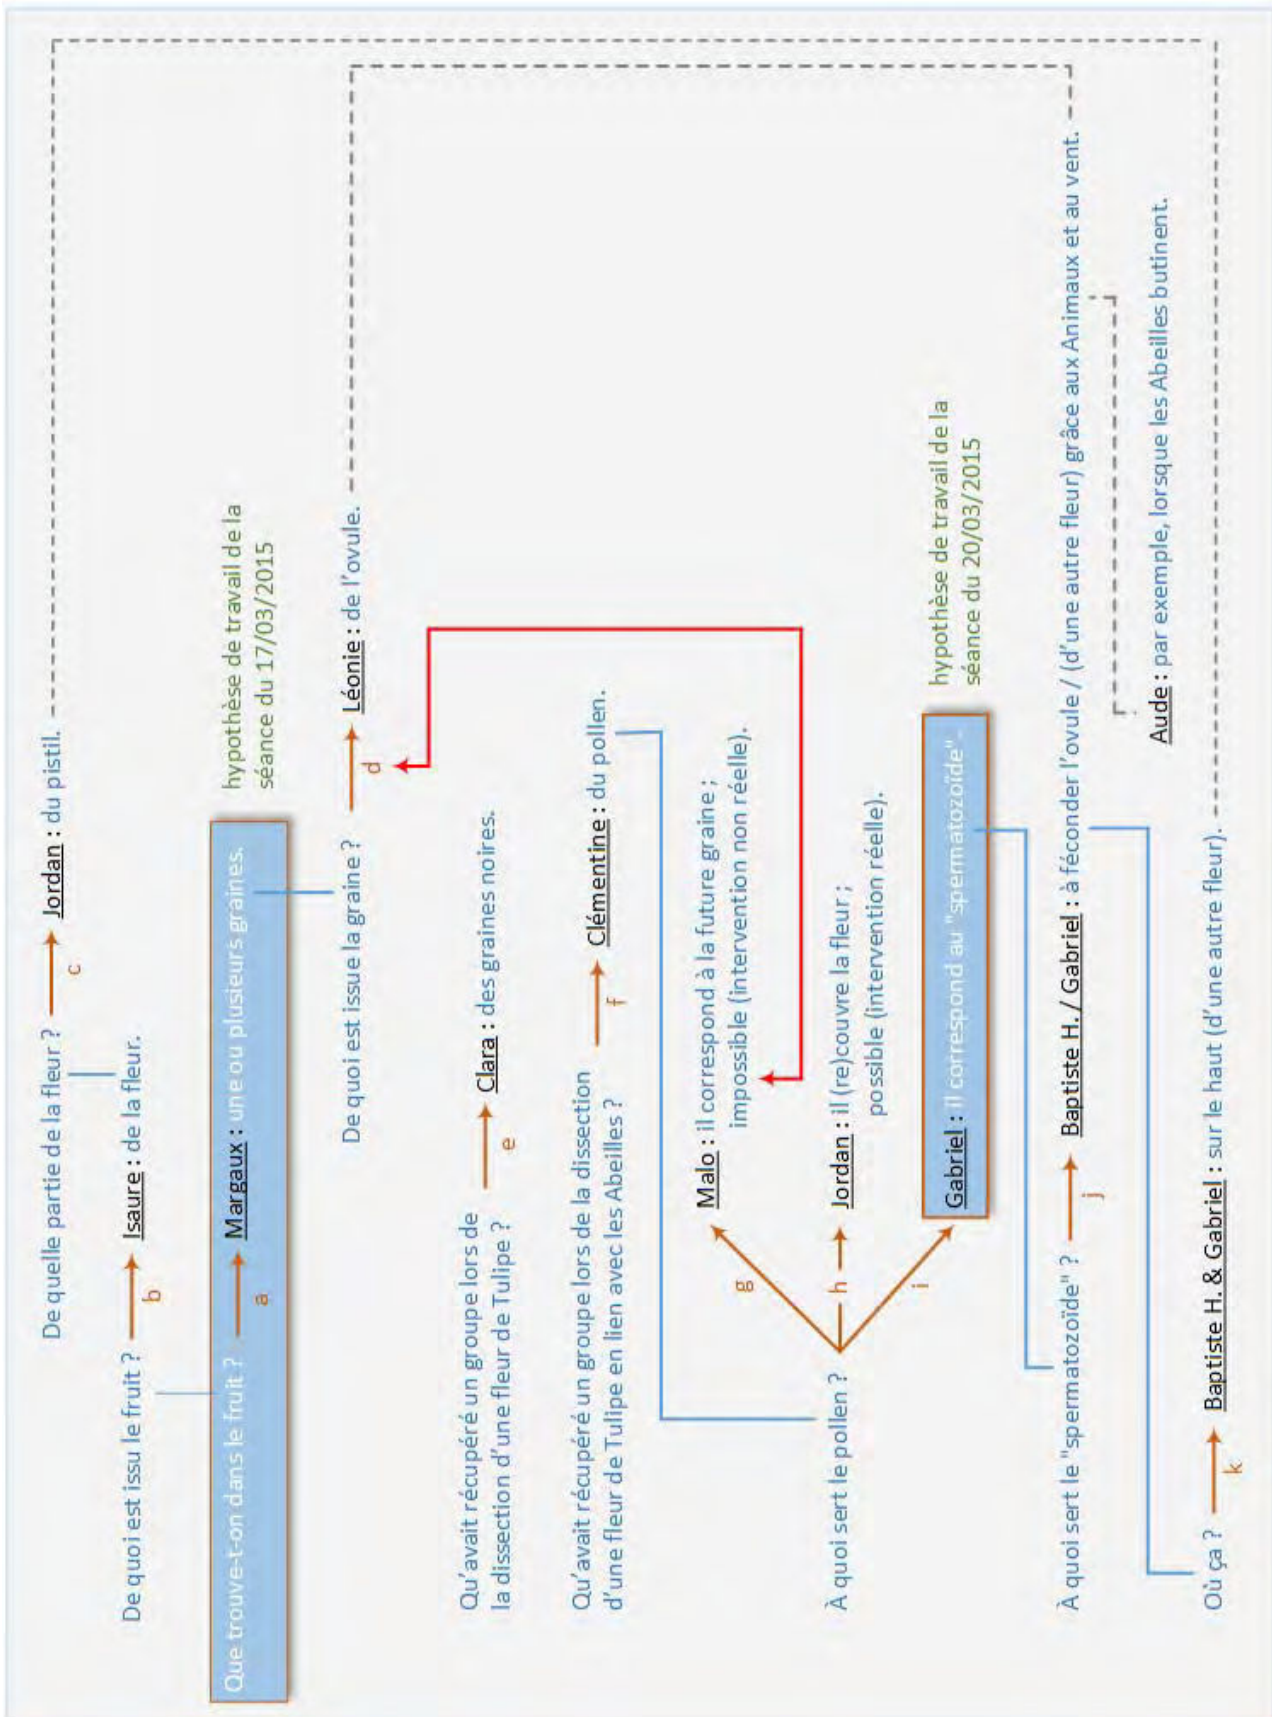 De quelle partie de la fleur ? c Jordan : du pistil.
De quoi est issu le fruit ? b Isaure : de la fleur.
Que trouve-t-on dans le fruit ? a Margaux : une ou plusieurs graines.
hypothèse de travail de la
séance du 17/03/2015
De quoi est issue la graine ? d Léonie : de l'ovule.
Qu'avait récupéré un groupe lors de
la dissection d'une fleur de Tulipe ?
e Clara : des graines noires.
Qu'avait récupéré un groupe lors de la dissection
d'une fleur de Tulipe en lien avec les Abeilles ?
f Clémentine : du pollen.
À quoi sert le pollen ?
g Malo : il correspond à la future graine ;
impossible (intervention non réelle).
h Jordan : il (re)couvre la fleur ;
possible (intervention réelle).
i Gabriel : il correspond au "spermatozoïde".
hypothèse de travail de la
séance du 20/03/2015
À quoi sert le "spermatozoïde" ? j Baptiste H. / Gabriel : à féconder l'ovule / (d'une autre fleur) grâce aux Animaux et au vent.
Aude : par exemple, lorsque les Abeilles butinent.
Où ça ? k Baptiste H. & Gabriel : sur le haut (d'une autre fleur).